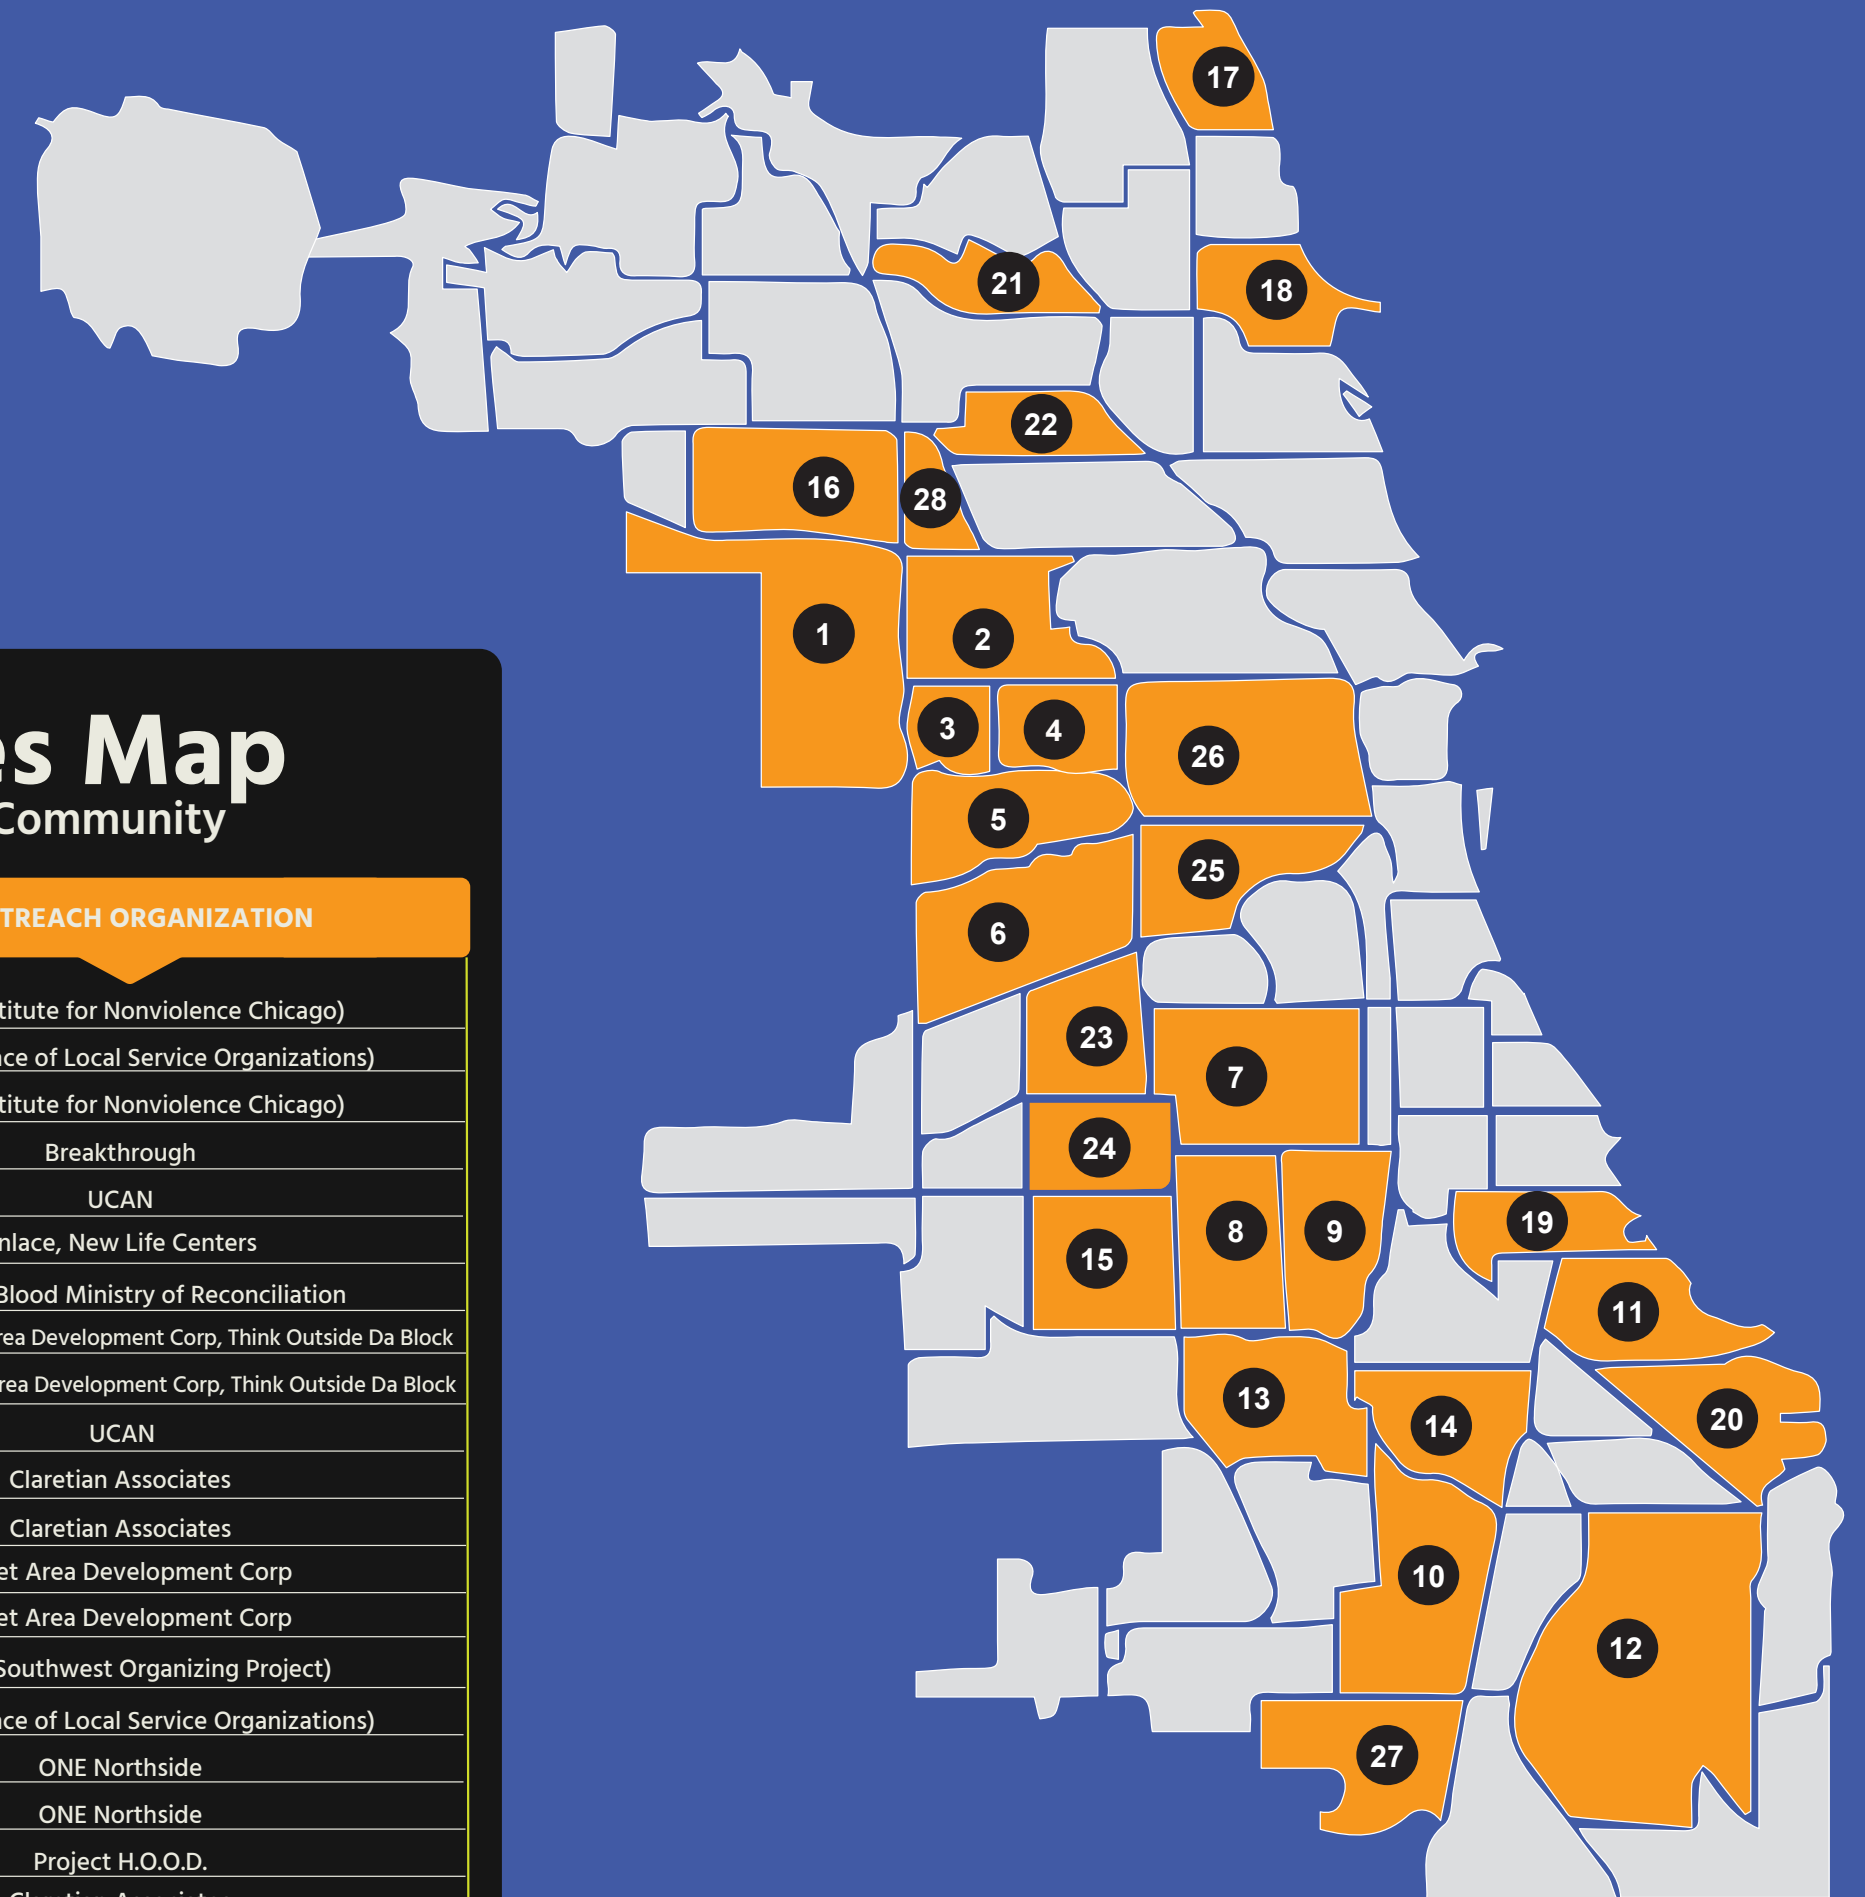 17
21
18
22
16
28
1
2
3
4
26
5
25
6
23
7
24
8
9
19
15
11
13
14
20
10
12
27
es Map
Community
TREACH ORGANIZATION
titute for Nonviolence Chicago)
ce of Local Service Organizations)
titute for Nonviolence Chicago)
Breakthrough
UCAN
nlace, New Life Centers
Blood Ministry of Reconciliation
rea Development Corp, Think Outside Da Block
rea Development Corp, Think Outside Da Block
UCAN
Claretian Associates
Claretian Associates
et Area Development Corp
et Area Development Corp
Southwest Organizing Project)
ce of Local Service Organizations)
ONE Northside
ONE Northside
Project H.O.O.D.